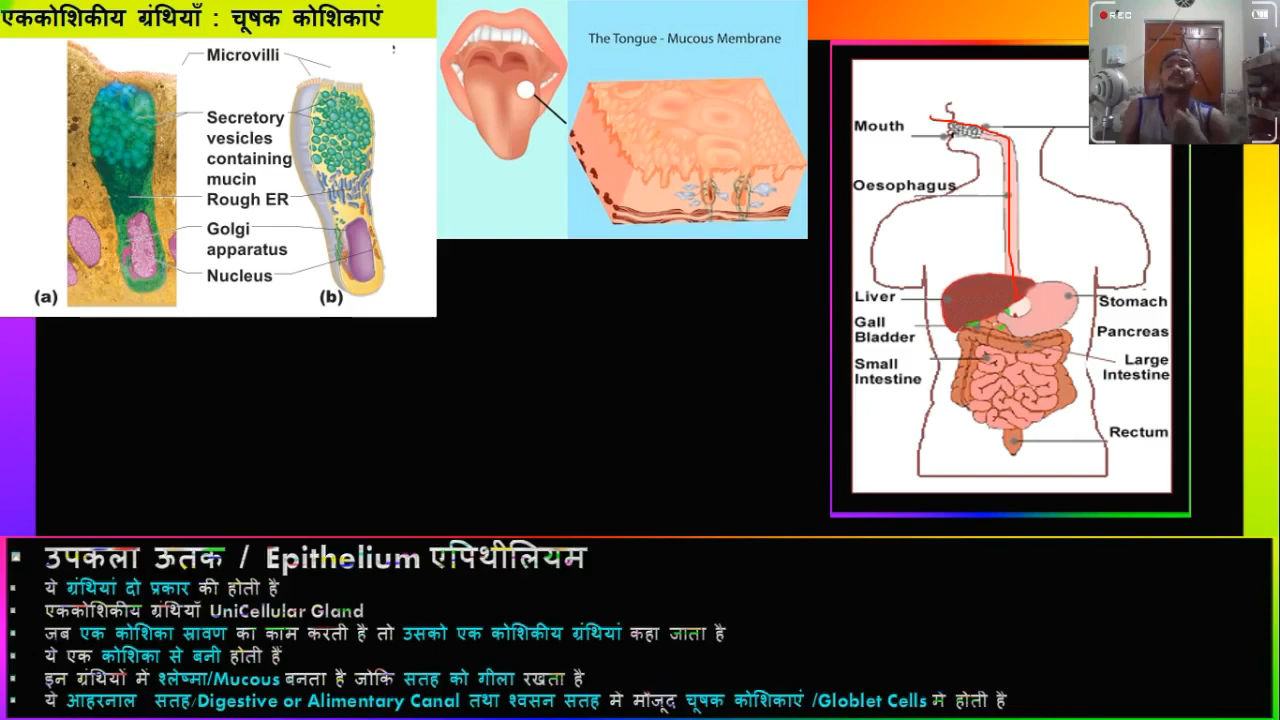 एककोशिकीय ग्रंथियाँ : चूषक कोशिकाएं
Microvilli
Secretory
vesicles
containing
mucin
Rough ER
Golgi
apparatus
Nucleus
(a)
(b)
The Tongue - Mucous Membrane
REC
Mouth
Oesophagus
Liver
Gall
Bladder
Small
Intestine
Stomach
Pancreas
Large
Intestine
Rectum
उपकला ऊतक / Epithelium एपिथीलियम
ये ग्रंथियां दो प्रकार की होती है
एककोशिकीय ग्रंथियाँ UniCellular Gland
जब एक कोशिका स्रावण का काम करती है तो उसको एक कोशिकीय ग्रंथियां कहा जाता है
ये एक कोशिका से बनी होती हैं
इन ग्रंथियों में श्लेष्मा/Mucous बनता है जोकि सतह को गीला रखता है
ये आहरनाल सतह/Digestive or Alimentary Canal तथा श्वसन सतह मे मौजूद चूषक कोशिकाएं /Globlet Cells मे होती है